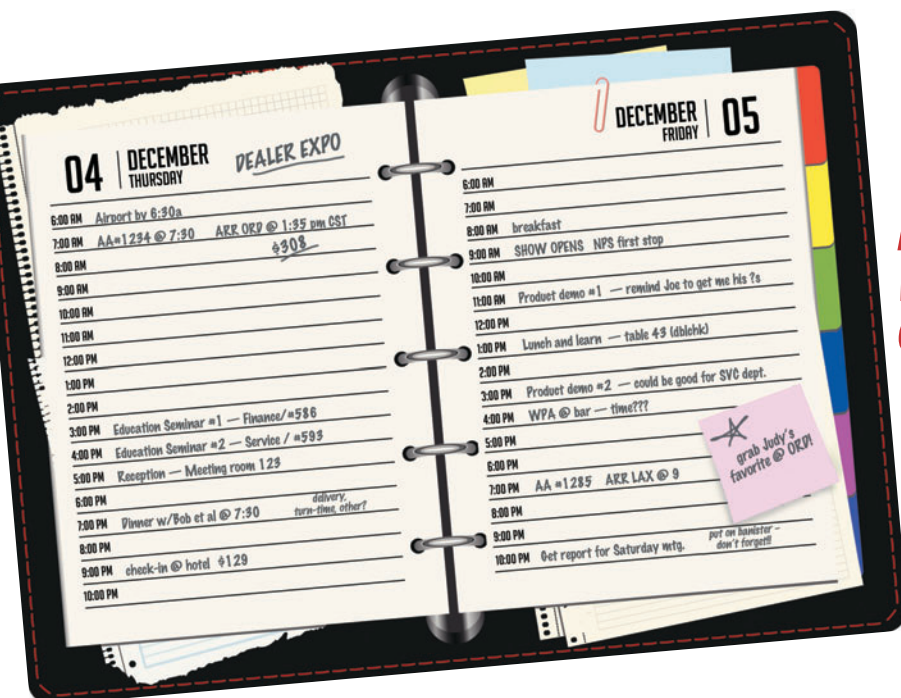 04 DECEMBER
THURSDAY
DEALER EXPO
6:00 AM Airport by 6:30a
7:00 AM AA#1234 @ 7:30 ARR ORD @ 1:35 pm CST
$308
8:00 AM
9:00 AM
10:00 AM
11:00 AM
12:00 PM
1:00 PM
2:00 PM
3:00 PM Education Seminar #1 — Finance/#586
4:00 PM Education Seminar #2 — Service / #593
5:00 PM Reception — Meeting room 123
6:00 PM
delivery,
7:00 PM Dinner w/Bob et al @ 7:30 turn-time, other?
8:00 PM
9:00 PM check-in @ hotel $129
10:00 PM
DECEMBER 05
FRIDAY
6:00 AM
7:00 AM
8:00 AM breakfast
9:00 AM SHOW OPENS NPS first stop
10:00 AM
11:00 AM Product demo #1 — remind Joe to get me his ?s
12:00 PM
1:00 PM Lunch and learn — table 43 (dblchk)
2:00 PM
3:00 PM Product demo #2 — could be good for SVC dept.
4:00 PM WPA @ bar — time???
5:00 PM
6:00 PM
7:00 PM AA #1285 ARR LAX @ 9
8:00 PM
9:00 PM
put on banister –
10:00 PM Get report for Saturday mtg. don't forget!!
grab Judy's
favorite @ ORD!